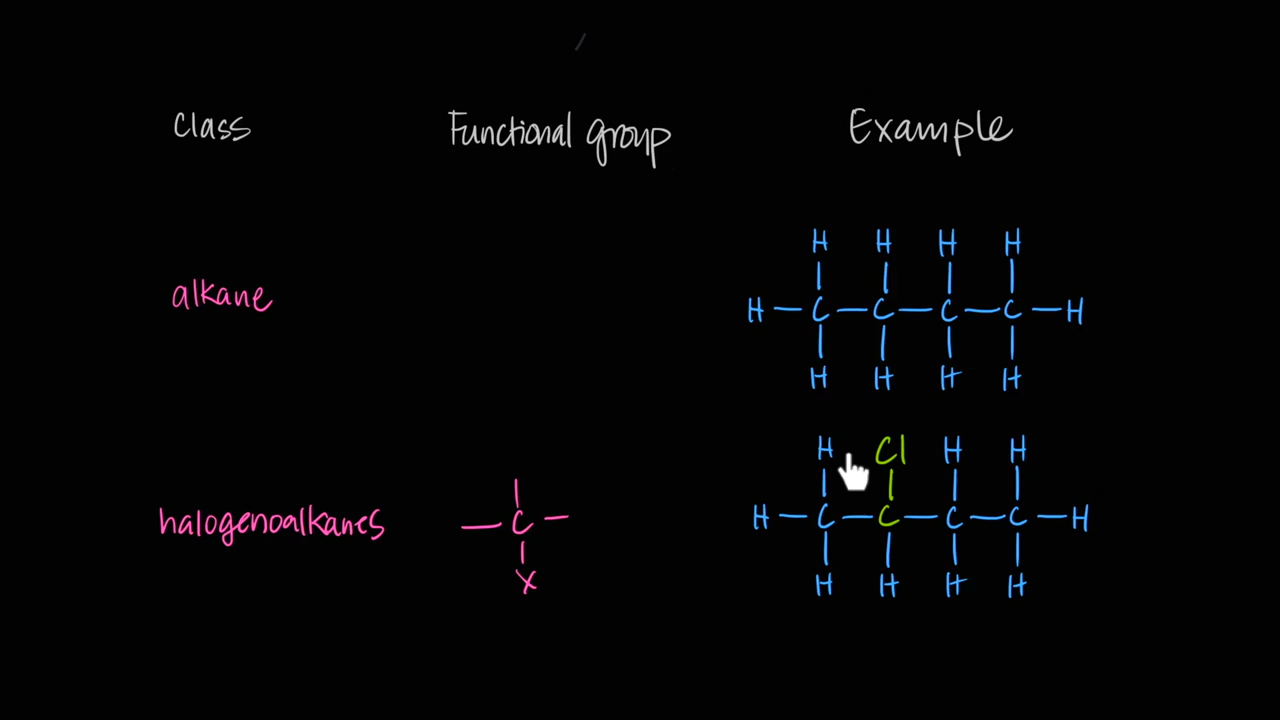 Class Functional group Example
H H H H
alkane H - C - C - C - C - H
H H H H
H Cl H H
halogenoalkanes - C - H - C - C - C - C - H
X H H H H